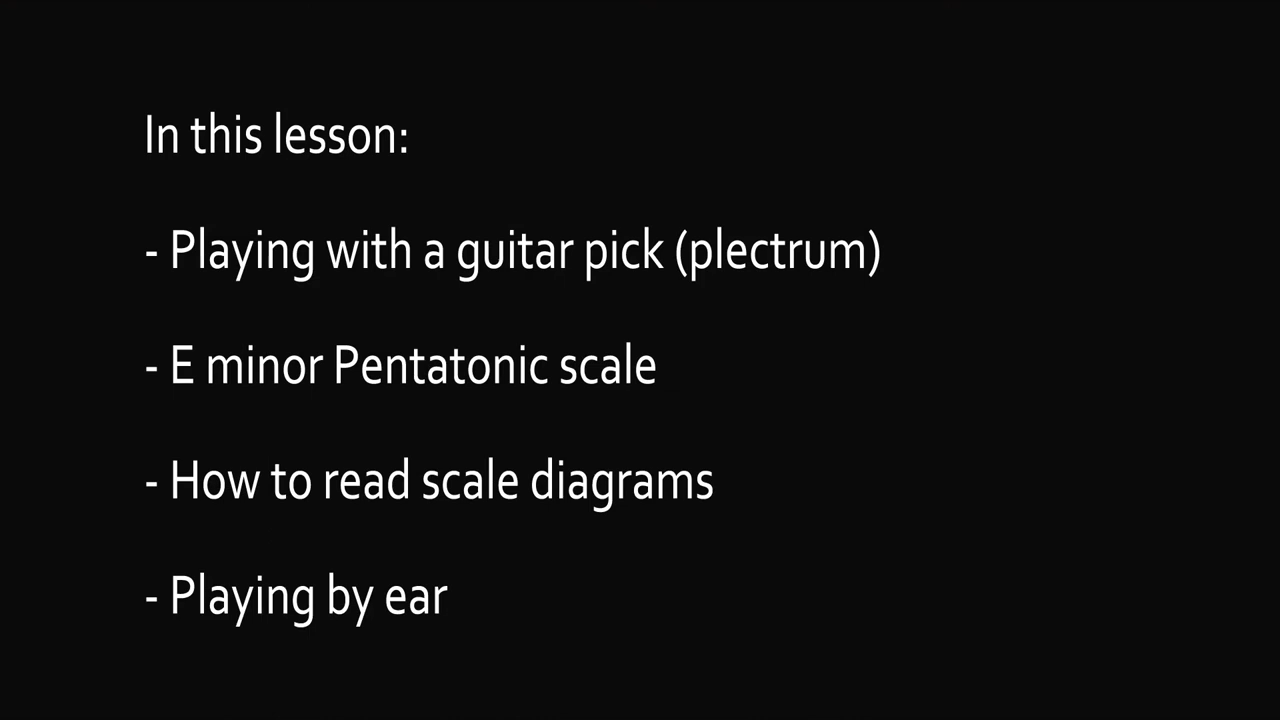 In this lesson:
- Playing with a guitar pick (plectrum)
- E minor Pentatonic scale
- How to read scale diagrams
- Playing by ear